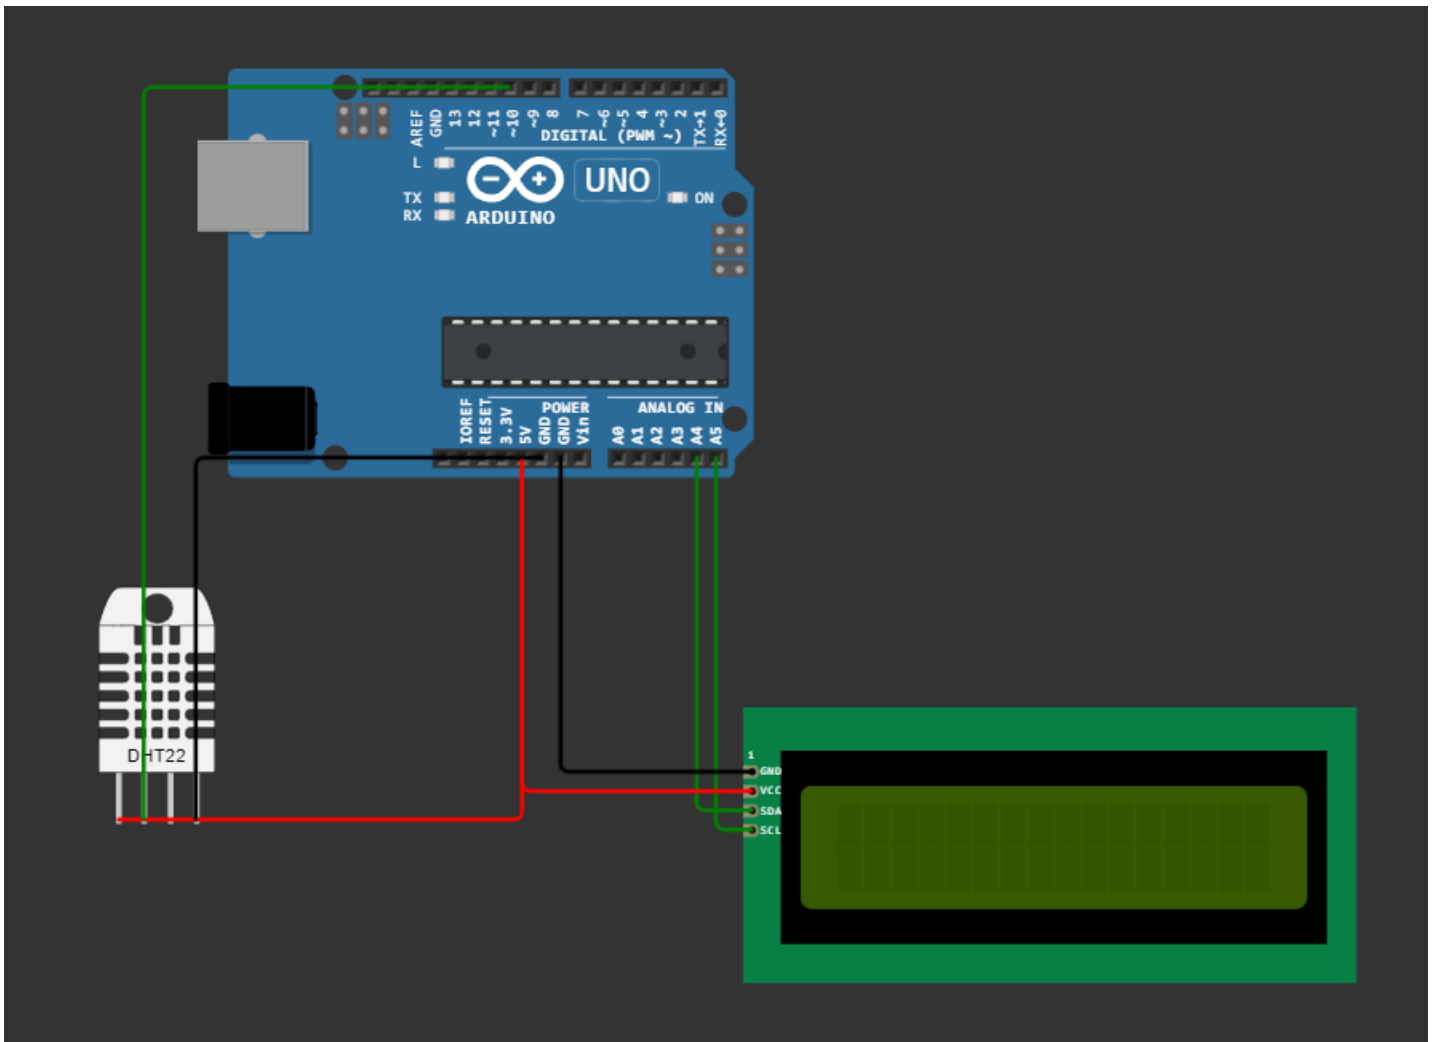 AREF GND 13 12 ~11 ~10 ~9 8 7 ~6 ~5 4 ~3 2 TX→1 RX←0
DIGITAL (PWM ~)
L
TX
RX
UNO
ON
ARDUINO
POWER
ANALOG IN
IOREF RESET 3.3V 5V GND GND Vin A0 A1 A2 A3 A4 A5
DHT22
1
GND
VCC
SDA
SCL